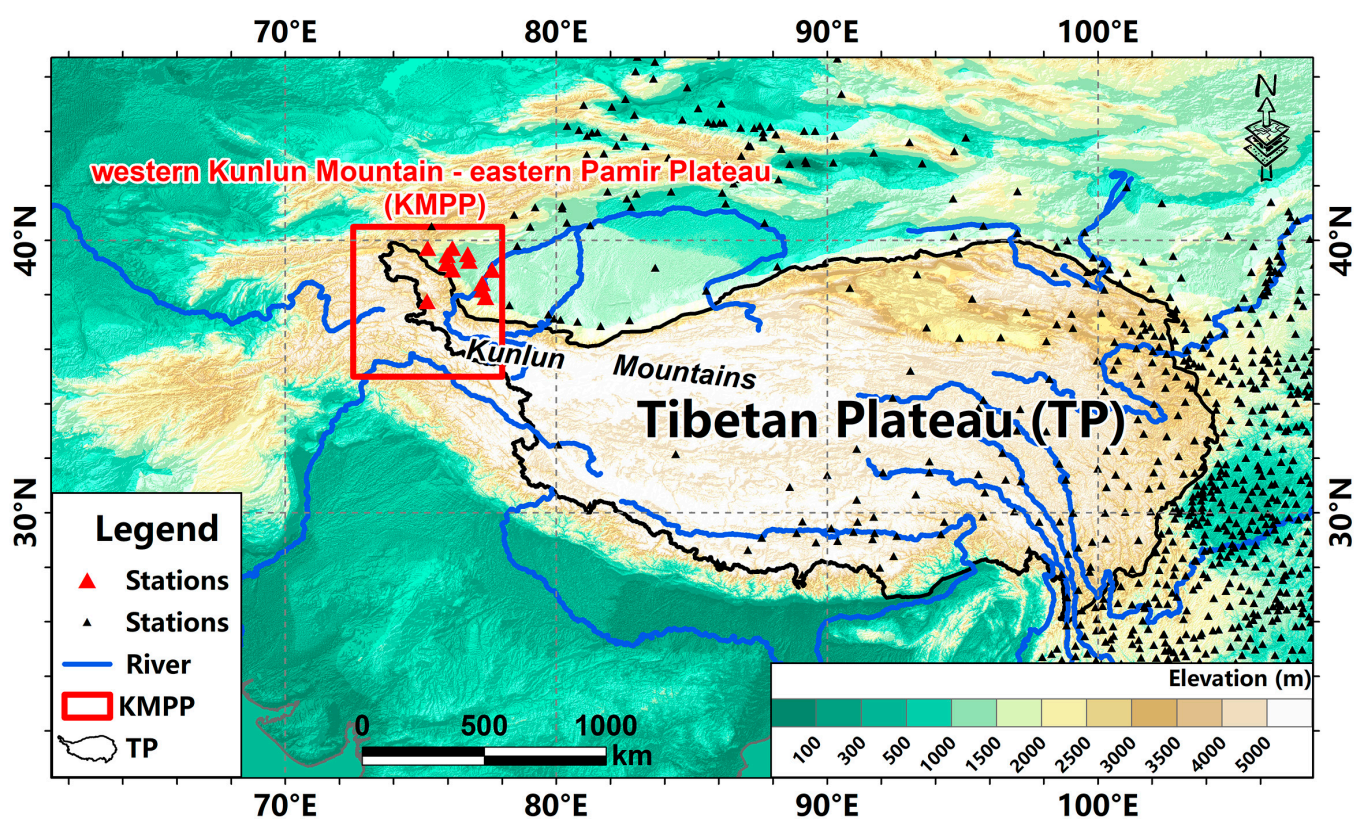 70°E 80°E 90°E 100°E
N
western Kunlun Mountain - eastern Pamir Plateau
(KMPP)
40°N 40°N
Kunlun Mountains
Tibetan Plateau (TP)
30°N 30°N
Legend
Stations
Stations
River
KMPP
TP
0 500 1000
km
Elevation (m)
100 300 500 1000 1500 2000 2500 3000 3500 4000 5000
70°E 80°E 90°E 100°E